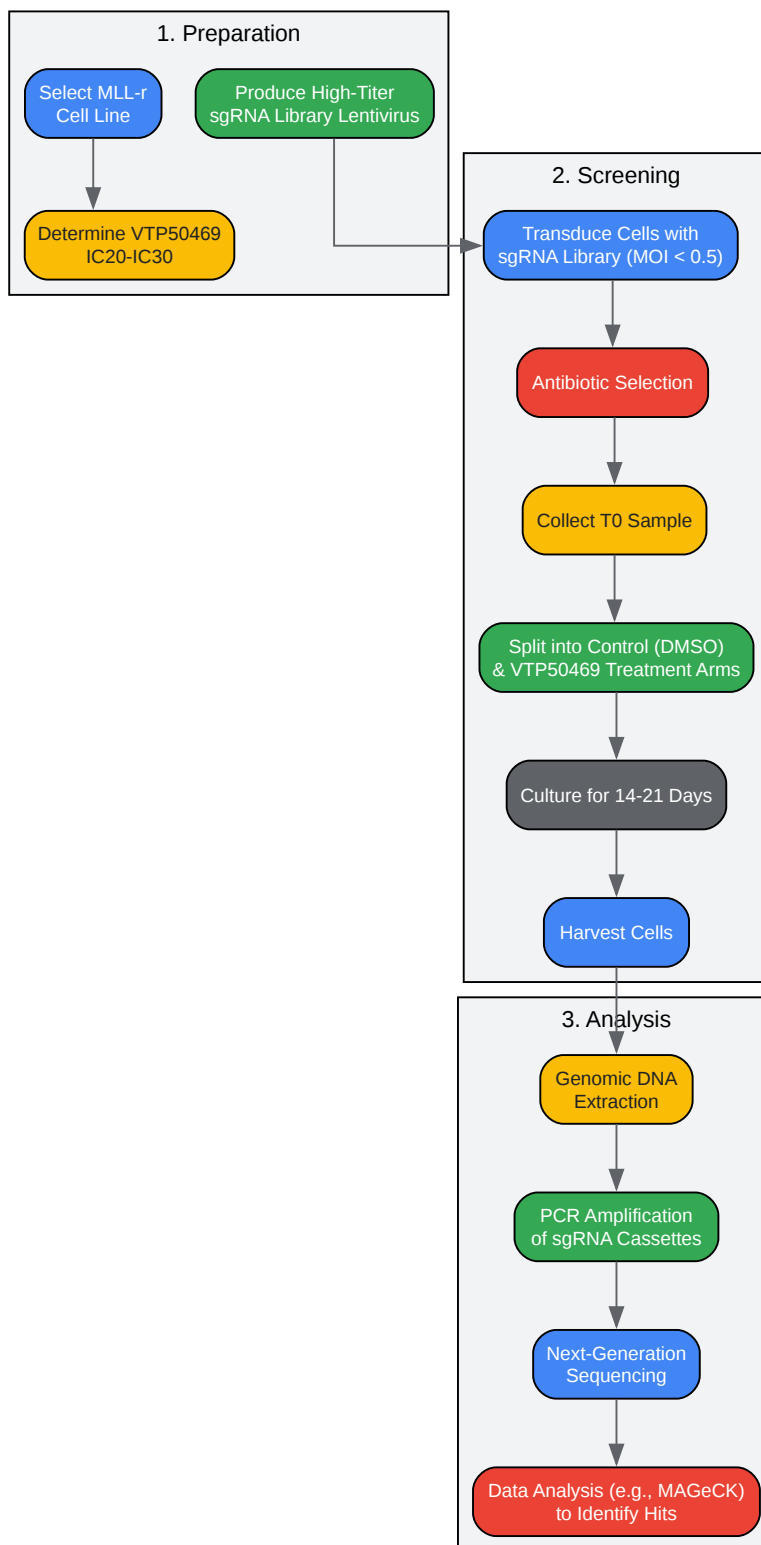 1. Preparation
Select MLL-r
Cell Line
Produce High-Titer
sgRNA Library Lentivirus
Determine VTP50469
IC20-IC30
2. Screening
Transduce Cells with
sgRNA Library (MOI < 0.5)
Antibiotic Selection
Collect T0 Sample
Split into Control (DMSO)
& VTP50469 Treatment Arms
Culture for 14-21 Days
Harvest Cells
3. Analysis
Genomic DNA
Extraction
PCR Amplification
of sgRNA Cassettes
Next-Generation
Sequencing
Data Analysis (e.g., MAGeCK)
to Identify Hits